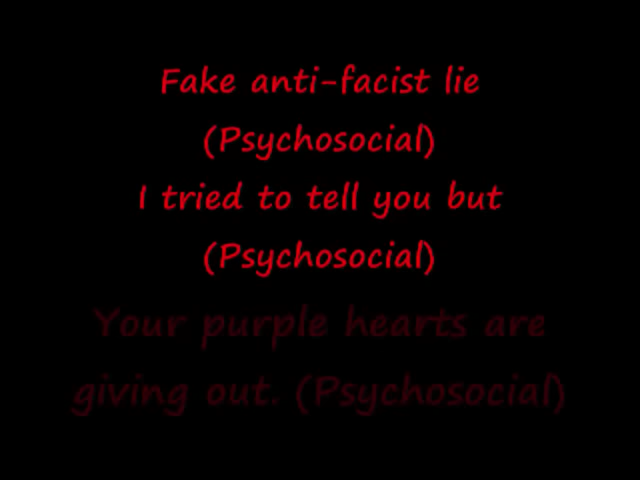 Fake anti-facist lie
(Psychosocial)
I tried to tell you but
(Psychosocial)
Your purple hearts are
giving out. (Psychosocial)